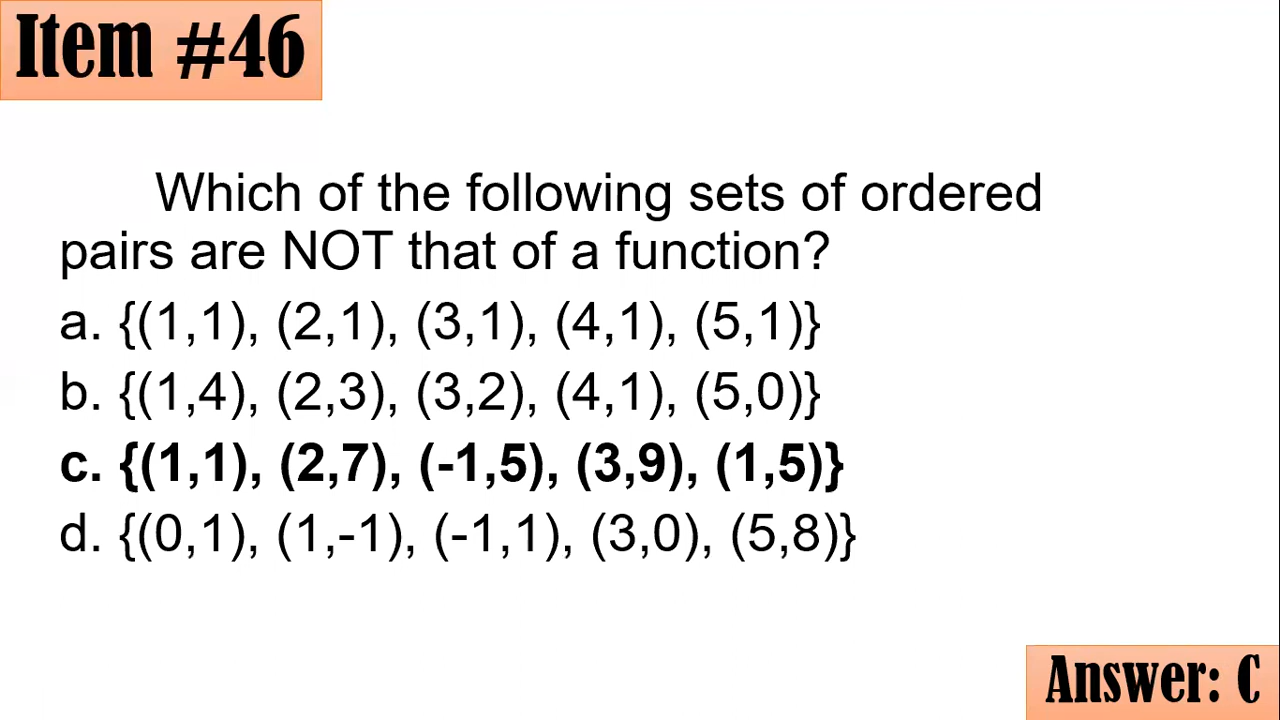 Item #46
Which of the following sets of ordered
pairs are NOT that of a function?
a. {(1,1), (2,1), (3,1), (4,1), (5,1)}
b. {(1,4), (2,3), (3,2), (4,1), (5,0)}
c. {(1,1), (2,7), (-1,5), (3,9), (1,5)}
d. {(0,1), (1,-1), (-1,1), (3,0), (5,8)}
Answer: C